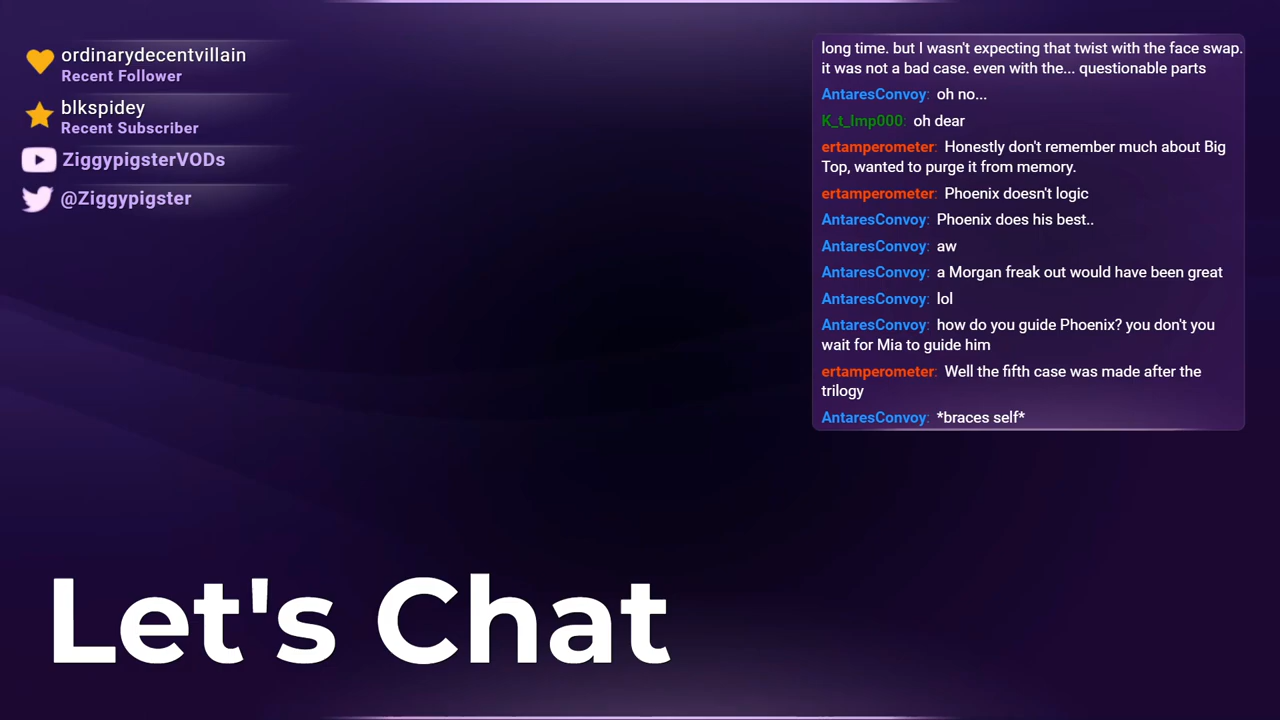 ordinarydecentvillain
Recent Follower
blkspidey
Recent Subscriber
ZiggypigsterVODs
@Ziggypigster
long time. but I wasn't expecting that twist with the face swap.
it was not a bad case. even with the... questionable parts
AntaresConvoy: oh no...
K_t_Imp000: oh dear
ertamperometer: Honestly don't remember much about Big
Top, wanted to purge it from memory.
ertamperometer: Phoenix doesn't logic
AntaresConvoy: Phoenix does his best..
AntaresConvoy: aw
AntaresConvoy: a Morgan freak out would have been great
AntaresConvoy: lol
AntaresConvoy: how do you guide Phoenix? you don't you
wait for Mia to guide him
ertamperometer: Well the fifth case was made after the
trilogy
AntaresConvoy: *braces self*
Let's Chat